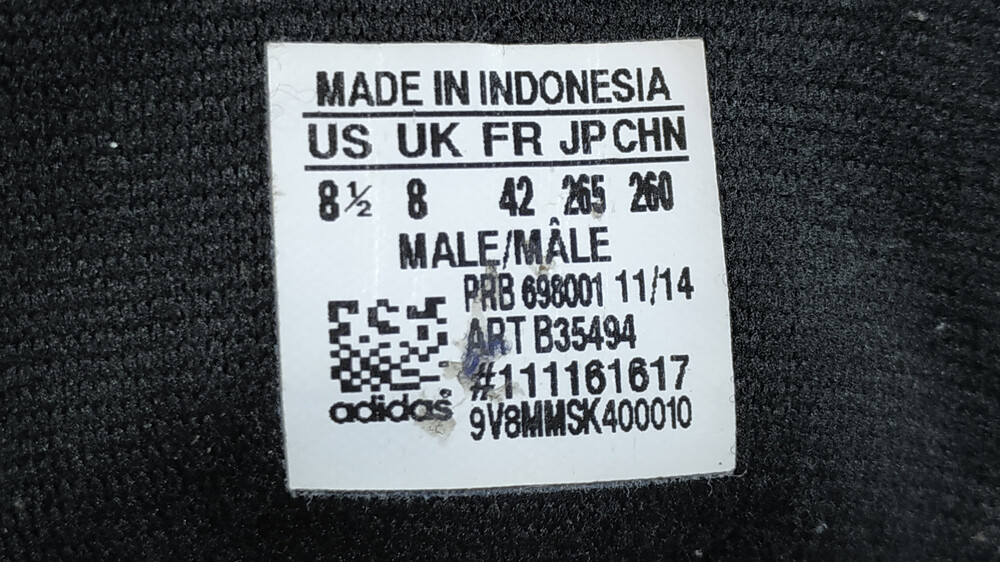 MADE IN INDONESIA
US UK FR JP CHN
8½ 8 42 265 260
MALE/MÂLE
PRB 698001 11/14
ART B35494
#111161617
adidas 9V8MMSK400010